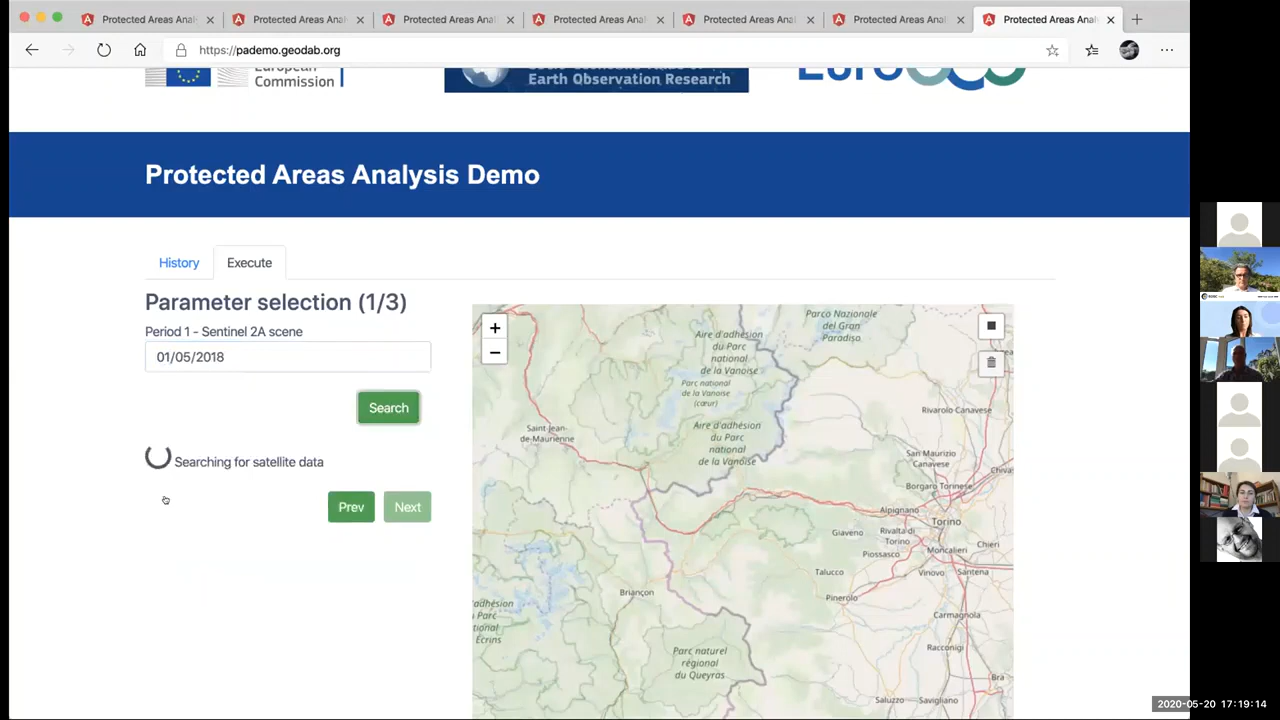 Protected Areas Anal
Protected Areas Anal
Protected Areas Anal
Protected Areas Anal
Protected Areas Anal
Protected Areas Anal
Protected Areas Anal
https://pademo.geodab.org
European
Commission
Earth Observation Research
Protected Areas Analysis Demo
History
Execute
Parameter selection (1/3)
Period 1 - Sentinel 2A scene
01/05/2018
Search
Searching for satellite data
Prev
Next
+
−
Parco Nazionale
del Gran
Paradiso
Aire d'adhésion
du Parc
national
de la Vanoise
Parc national
de la Vanoise
(cœur)
Aire d'adhésion
du Parc
national
de la Vanoise
Saint-Jean-
de-Maurienne
Rivarolo Canavese
San Maurizio
Canavese
Chivas
Borgaro Torinese
Alpignano
Torino
Rivalta di
Torino
Giaveno
Chieri
Piossasco
Moncalieri
Talucco
Vinovo
Santena
Briançon
Pinerolo
Carmagnola
d'adhésion
du Parc
national
Ecrins
Parc naturel
régional
du Queyras
Racconigi
Bra
Saluzzo
Savigliano
2020-05-20 17:19:14